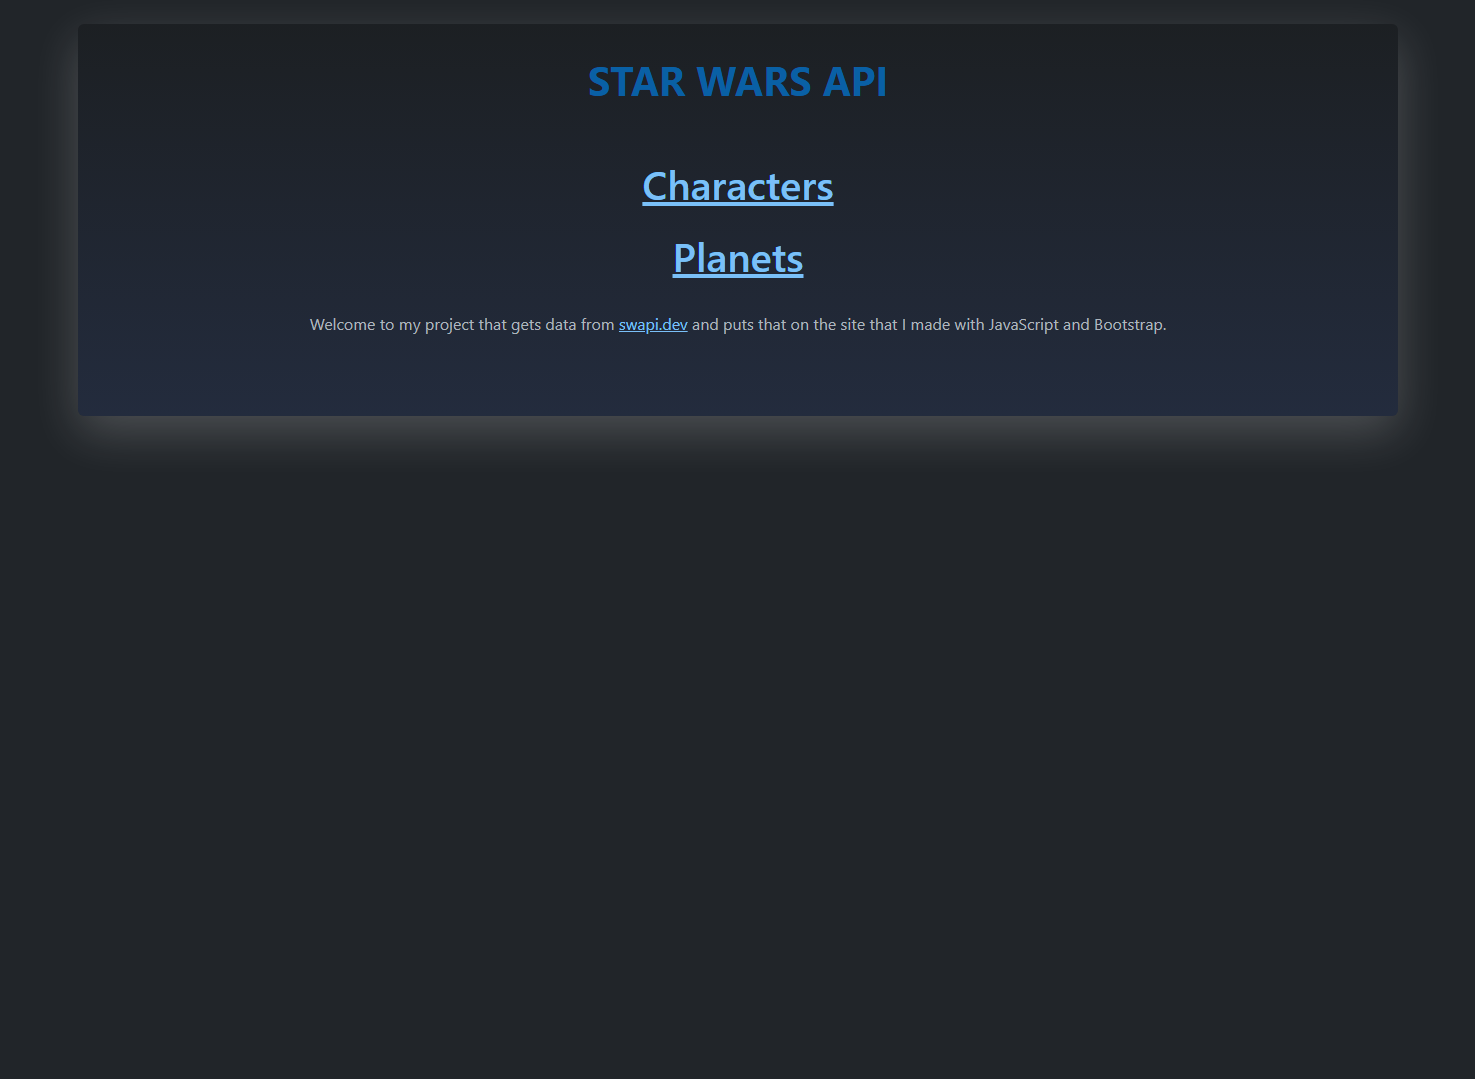 STAR WARS API
Characters
Planets
Welcome to my project that gets data from swapi.dev and puts that on the site that I made with JavaScript and Bootstrap.